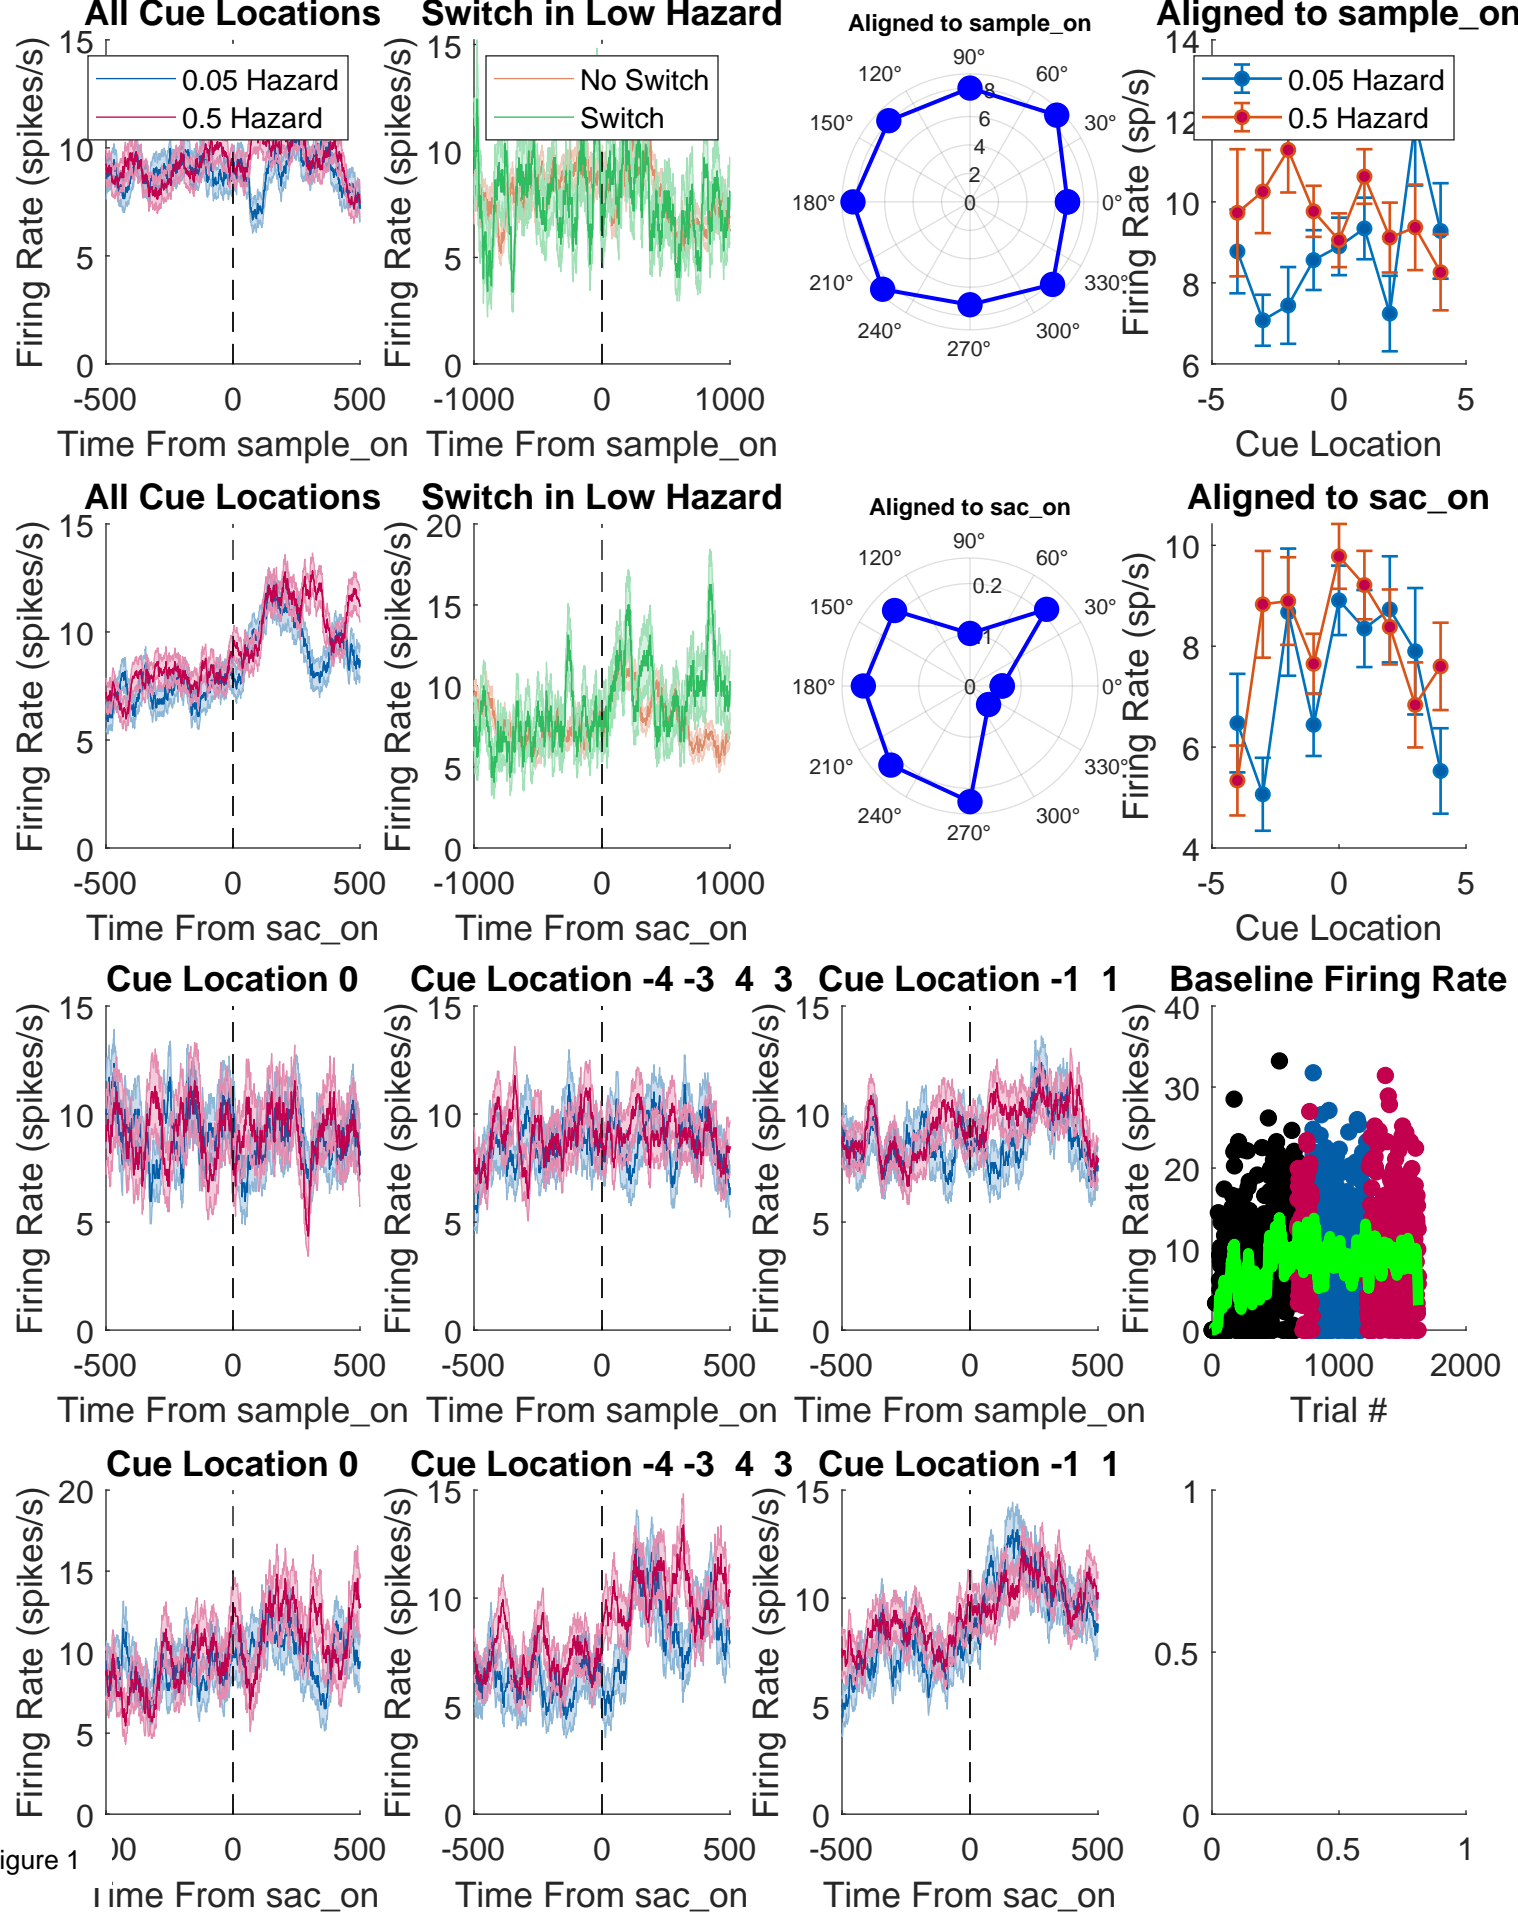 All Cue Locations
Firing Rate (spikes/s)
15
10
5
0
-500
0
500
Time From sample_on
0.05 Hazard
0.5 Hazard
Switch in Low Hazard
Firing Rate (spikes/s)
15
10
5
0
-1000
0
1000
Time From sample_on
No Switch
Switch
Aligned to sample_on
90°
120°
60°
150°
30°
180°
0°
210°
330°
240°
300°
270°
8
6
4
2
0
Aligned to sample_on
Firing Rate (sp/s)
14
12
10
8
6
-5
0
5
Cue Location
0.05 Hazard
0.5 Hazard
All Cue Locations
Firing Rate (spikes/s)
15
10
5
0
-500
0
500
Time From sac_on
Switch in Low Hazard
Firing Rate (spikes/s)
20
15
10
5
0
-1000
0
1000
Time From sac_on
Aligned to sac_on
90°
120°
60°
150°
30°
180°
0°
210°
330°
240°
300°
270°
0.2
0
Aligned to sac_on
Firing Rate (sp/s)
10
8
6
4
-5
0
5
Cue Location
Cue Location 0
Firing Rate (spikes/s)
15
10
5
0
-500
0
500
Time From sample_on
Cue Location -4 -3 4 3
Firing Rate (spikes/s)
15
10
5
0
-500
0
500
Time From sample_on
Cue Location -1 1
Firing Rate (spikes/s)
15
10
5
0
-500
0
500
Time From sample_on
Baseline Firing Rate
Firing Rate (spikes/s)
40
30
20
10
0
0
1000
2000
Trial #
Cue Location 0
Firing Rate (spikes/s)
20
15
10
5
0
00
0
500
Time From sac_on
Cue Location -4 -3 4 3
Firing Rate (spikes/s)
15
10
5
0
-500
0
500
Time From sac_on
Cue Location -1 1
Firing Rate (spikes/s)
15
10
5
0
-500
0
500
Time From sac_on
1
0.5
0
0
0.5
1
igure 1